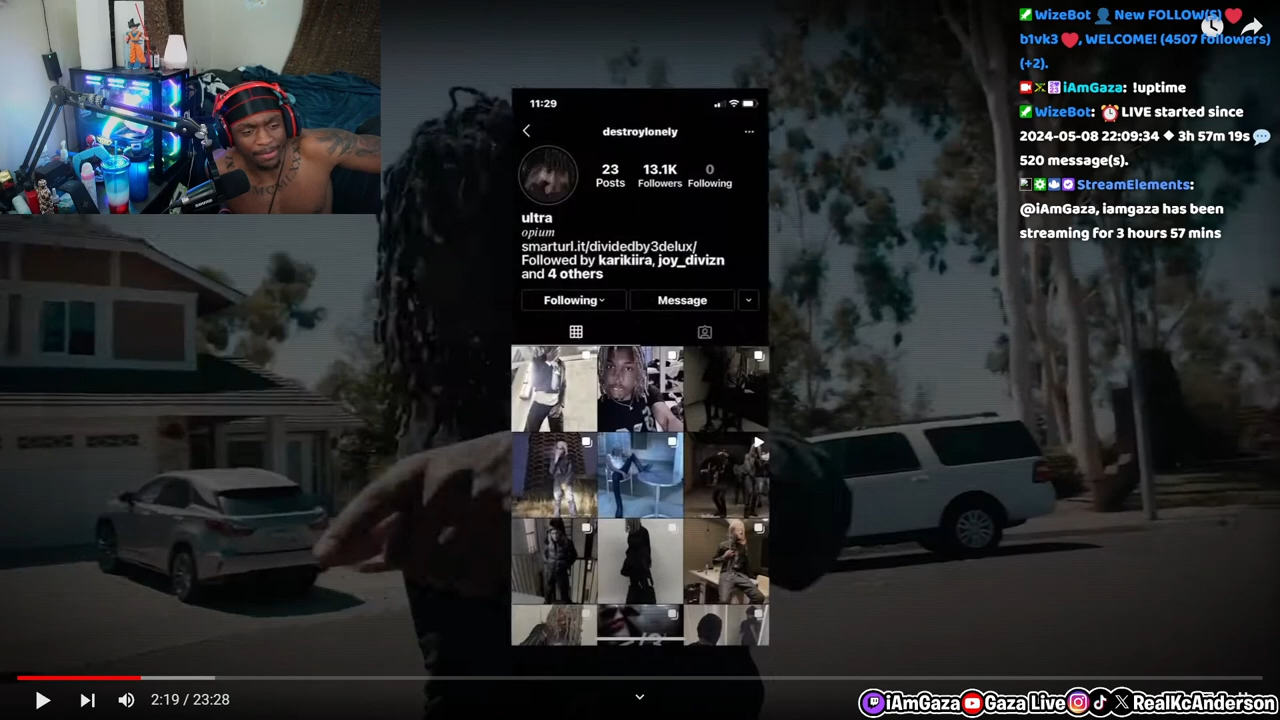 WizeBot New FOLLOW(S)
b1vk3, WELCOME! (4507 followers)
(+2).
iAmGaza: !uptime
WizeBot: LIVE started since
2024-05-08 22:09:34 3h 57m 19s
520 message(s).
StreamElements:
@iAmGaza, iamgaza has been
streaming for 3 hours 57 mins
11:29
destroylonely
23 13.1K 0
Posts Followers Following
ultra
opium
smarturl.it/dividedby3delux/
Followed by karikiira, joy_divizn
and 4 others
Following Message
2:19 / 23:28
iAmGaza Gaza Live RealKcAnderson